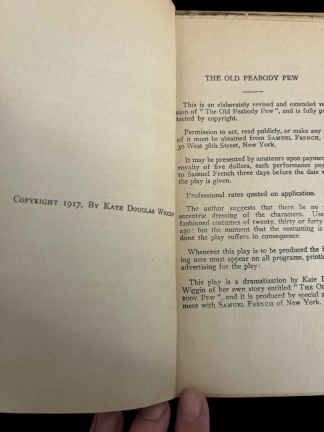 COPYRIGHT 1917, BY KATE DOUGLAS WIGGIN
THE OLD PEABODY PEW
This is an elaborately revised and extended
sion of "The Old Peabody Pew", and is fully
tected by copyright.
Permission to act, read publicly, or make any
of it must be obtained from SAMUEL FRENCH,
West 38th Street, New York.
It may be presented by amateurs upon payment
royalty of five dollars, each performance
to Samuel French three days before the date
the play is given.
Professional rates quoted on application.
The author suggests that there be no
eccentric dressing of the characters. Use
fashioned costumes of twenty, thirty or forty
ago: but the moment that the costuming is
done the play suffers in consequence.
Whenever this play is to be produced the
ing note must appear on all programs,
advertising for the play:
This play is a dramatisation by Kate
Wiggin of her own story entitled "THE
BODY PEW" and it is produced by special
ment with SAMUEL FRENCH of New York.